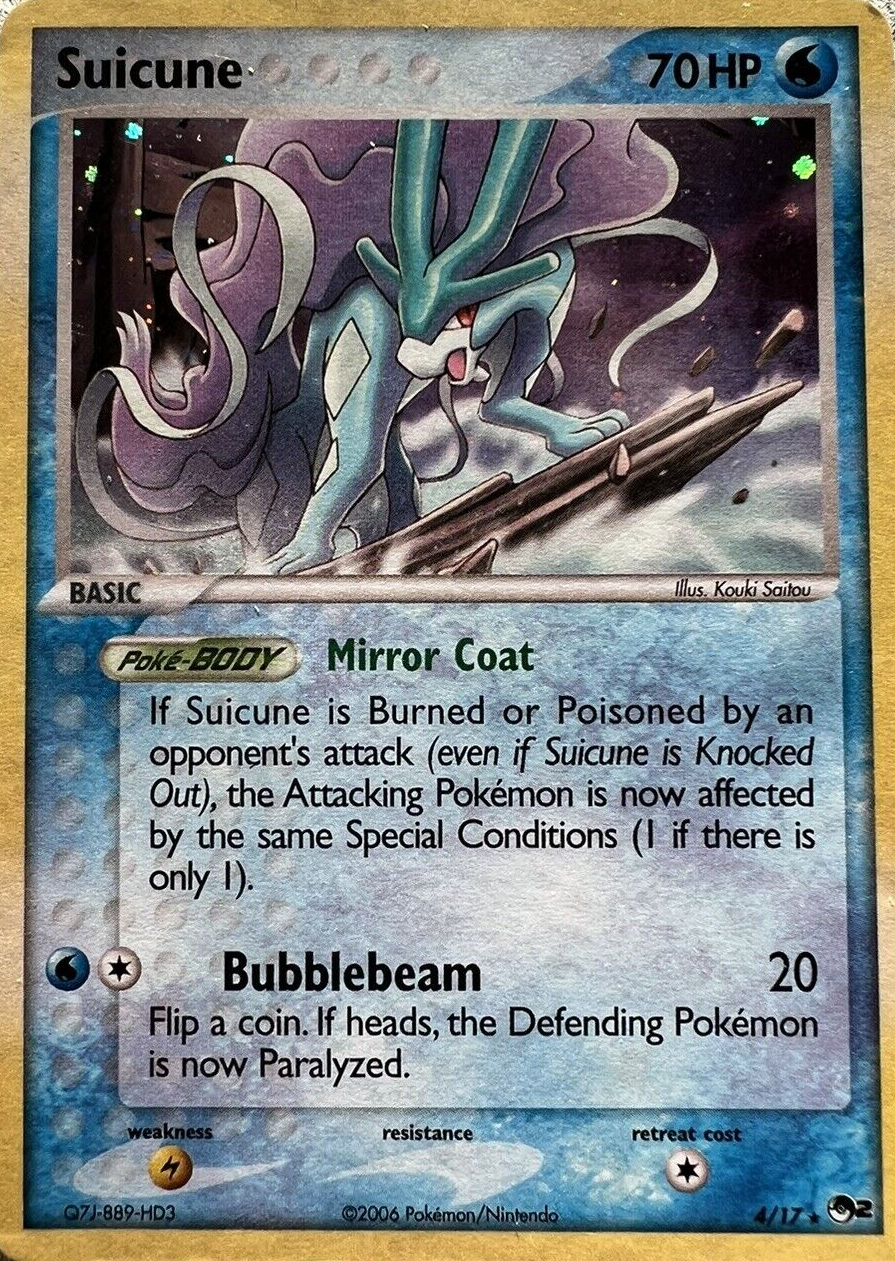 Suicune 70 HP
BASIC Illus. Kouki Saitou
Poké-BODY Mirror Coat
If Suicune is Burned or Poisoned by an
opponent's attack (even if Suicune is Knocked
Out), the Attacking Pokémon is now affected
by the same Special Conditions (1 if there is
only 1).
Bubblebeam 20
Flip a coin. If heads, the Defending Pokémon
is now Paralyzed.
weakness resistance retreat cost
Q7J-889-HD3 ©2006 Pokémon/Nintendo 4/17 ★ 2